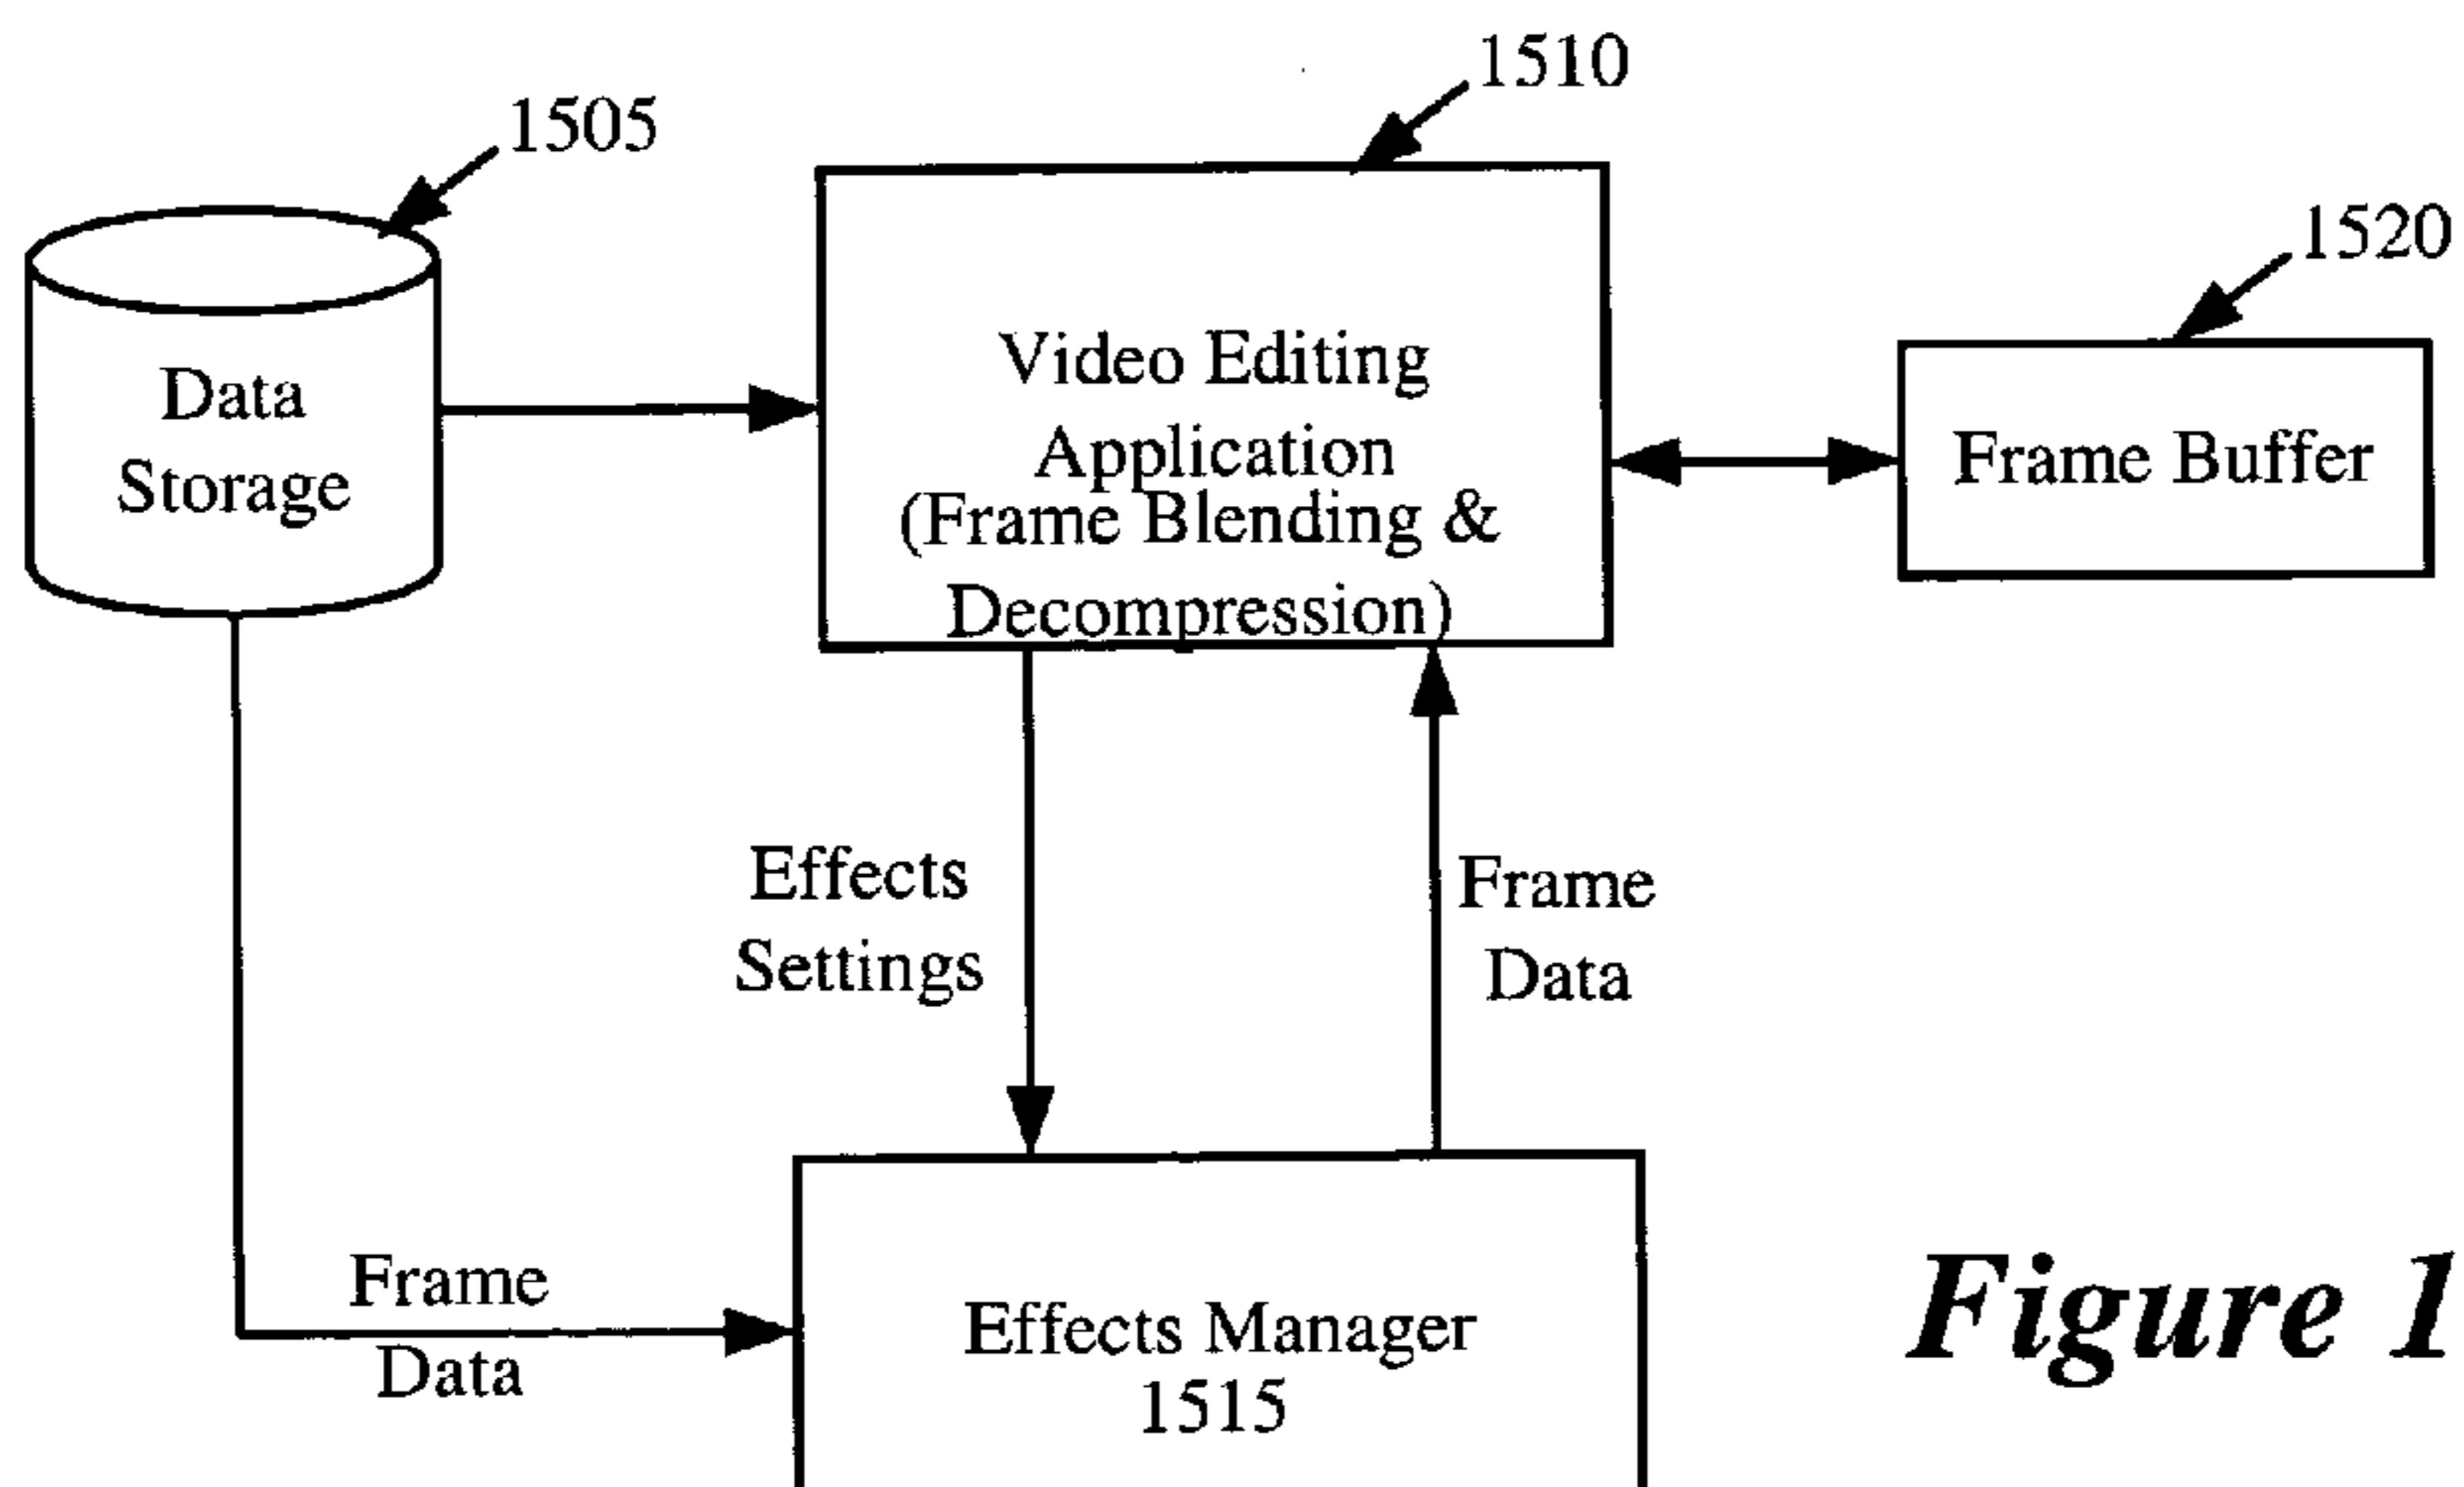 1510
1505
1520
Video Editing
Application
(Frame Blending &
Decompression)
Data
Storage
Frame Buffer
Effects
Settings
Frame
Data
Frame
Data
Effects Manager
1515
Figure 1